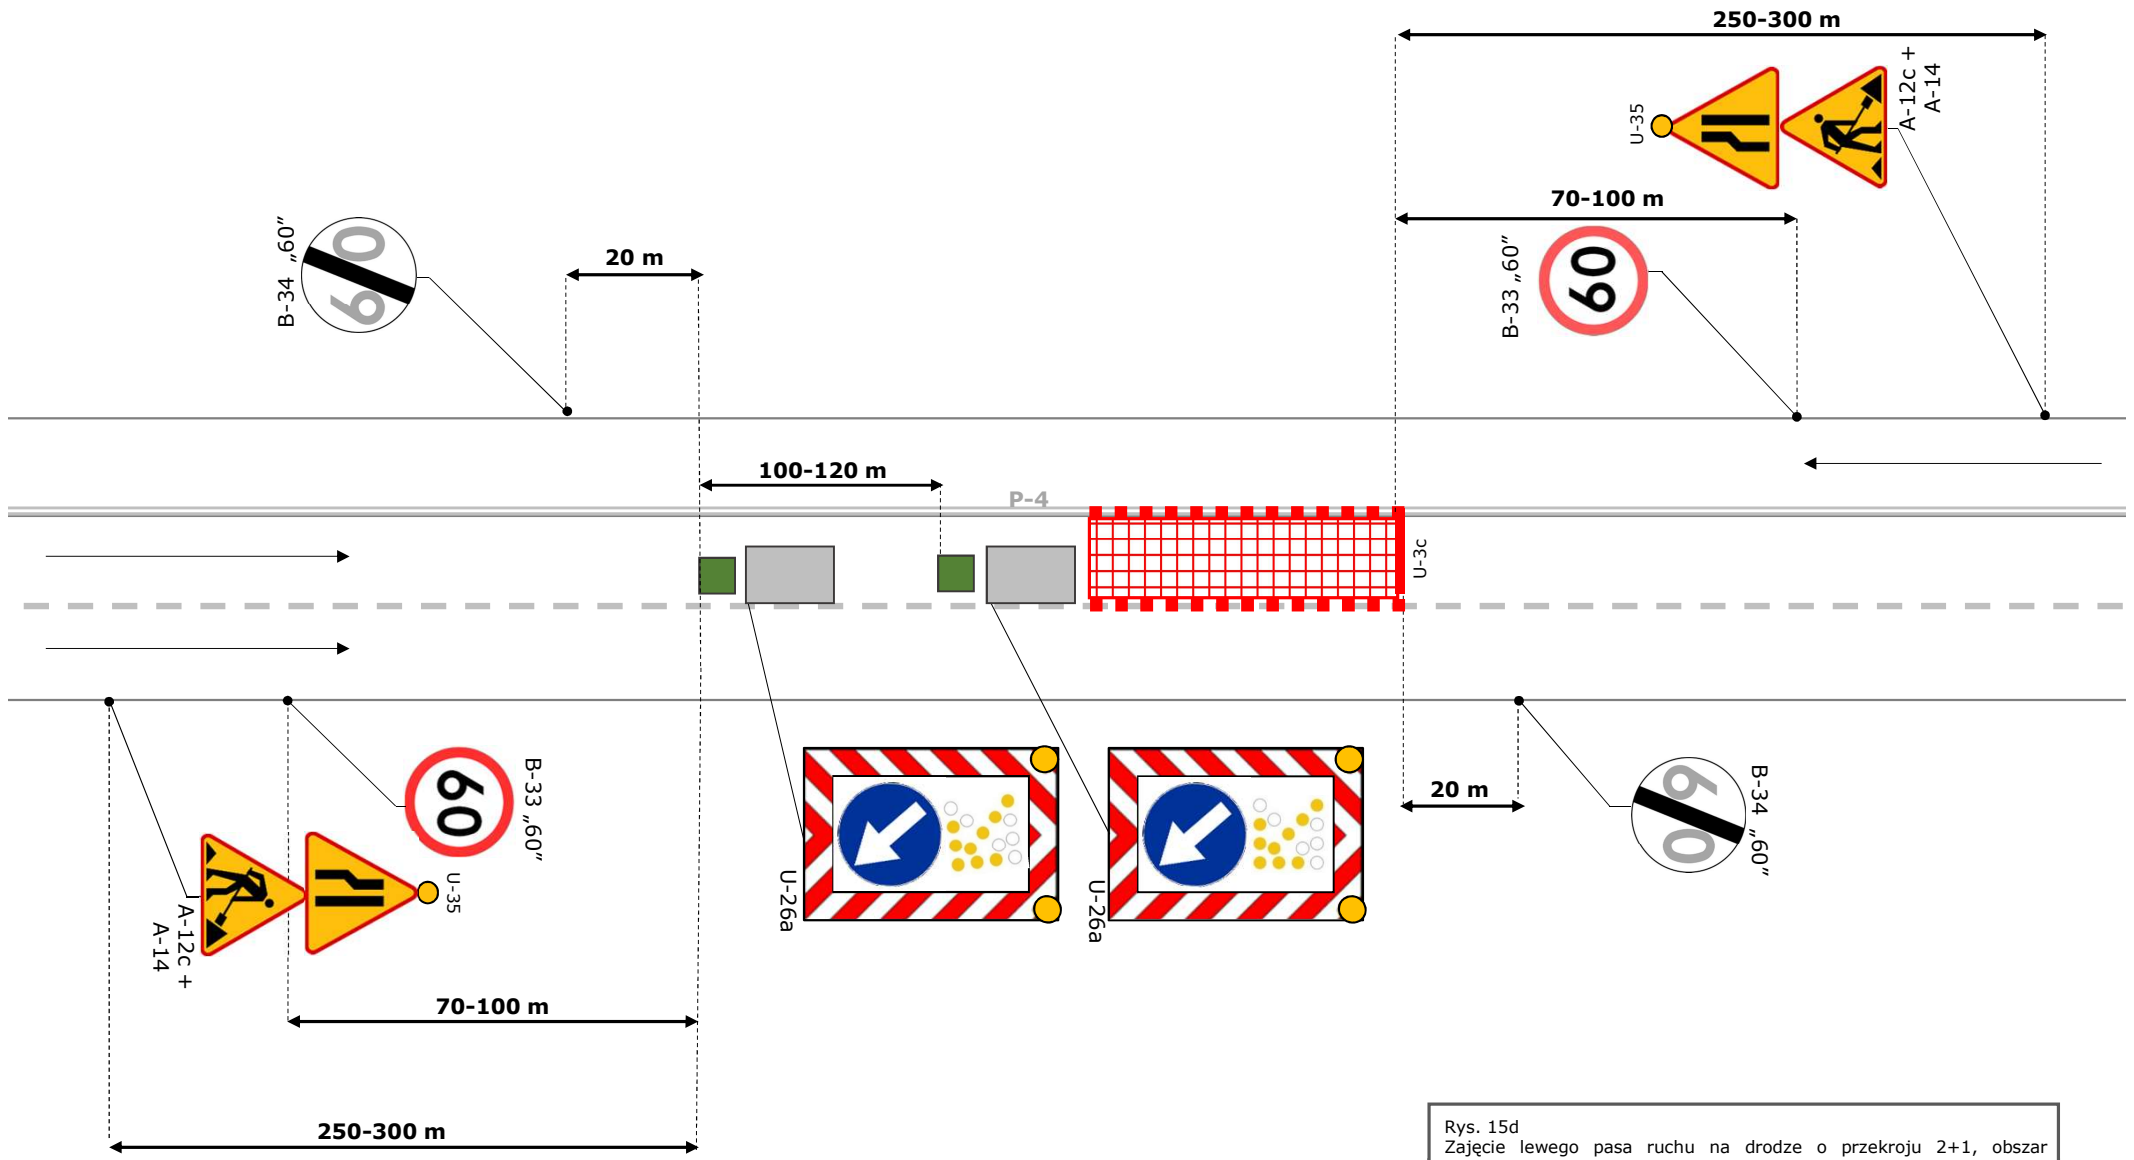 250-300 m
A-12c +
A-14
U-35
70-100 m
B-33 „60”
60
B-34 „60”
60
20 m
100-120 m
P-4
U-3c
B-33 „60”
60
U-35
A-12c +
A-14
U-26a
U-26a
20 m
B-34 „60”
60
70-100 m
250-300 m
Rys. 15d
Zajęcie lewego pasa ruchu na drodze o przekroju 2+1, obszar